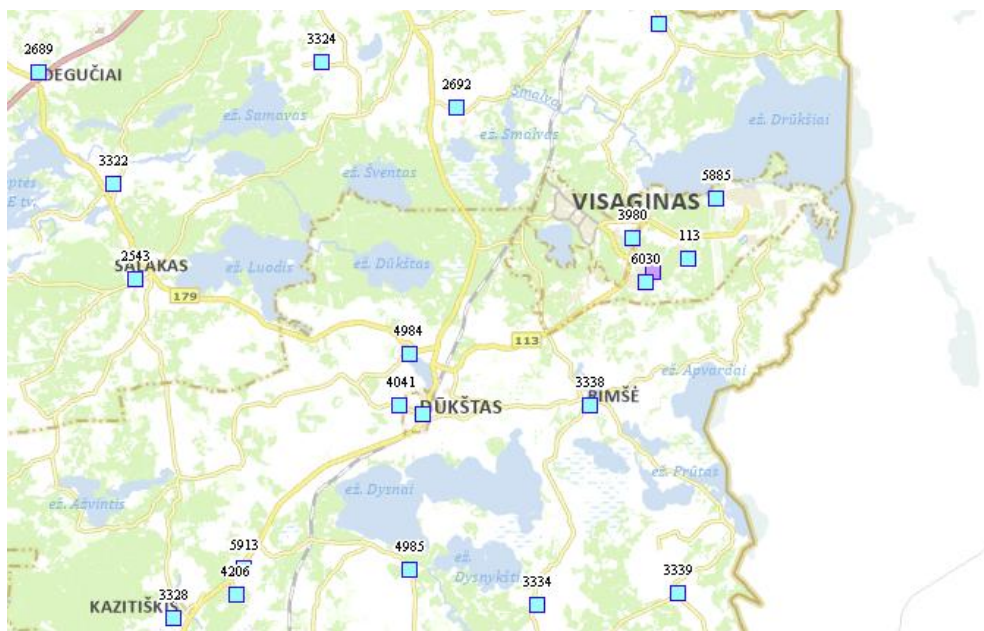 3324
2689
DEGUČIAI
2692
Smalva
ež. Samavas
ež. Drūkšiai
ež. Smalvas
3322
ež. Šventas
5885
VISAGINAS
E tv.
3980
113
2543
SALAKAS
ež. Luodis
ež. Dūkštas
6030
179
4984
113
ež. Apvardai
4041
3338
RIMŠĖ
DŪKŠTAS
ež. Prūtas
ež. Dysnai
ež. Ažvintis
5913
4985
ež.
Dysnykštis
4206
3334
3339
3328
KAZITIŠKIS